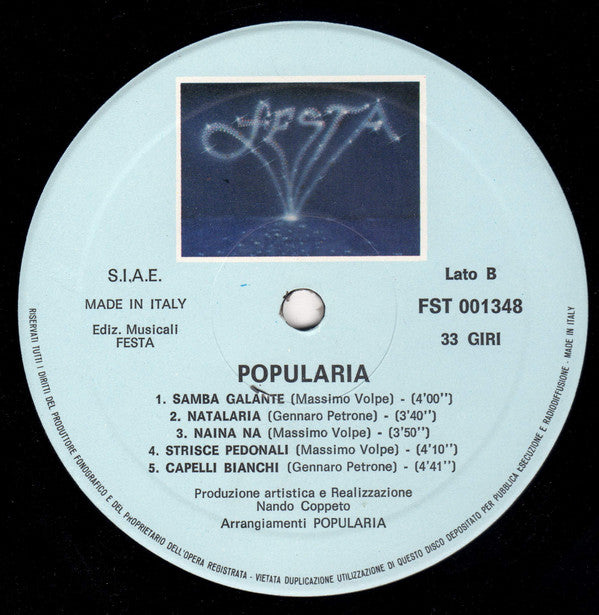 FESTA
S.I.A.E.
MADE IN ITALY
Ediz. Musicali
FESTA
Lato B
FST 001348
33 GIRI
POPULARIA
1. SAMBA GALANTE (Massimo Volpe) - (4'00'')
2. NATALARIA (Gennaro Petrone) - (3'40'')
3. NAINA NA (Massimo Volpe) - (3'50'')
4. STRISCE PEDONALI (Massimo Volpe) - (4'10'')
5. CAPELLI BIANCHI (Gennaro Petrone) - (4'41'')
Produzione artistica e Realizzazione
Nando Coppeto
Arrangiamenti POPULARIA
RISERVATI TUTTI I DIRITTI DEL PRODUTTORE FONOGRAFICO E DEL PROPRIETARIO DELL'OPERA REGISTRATA - VIETATA DUPLICAZIONE UTILIZZAZIONE DI QUESTO DISCO DEPOSITATO PER PUBBLICA ESECUZIONE E RADIODIFFUSIONE - MADE IN ITALY